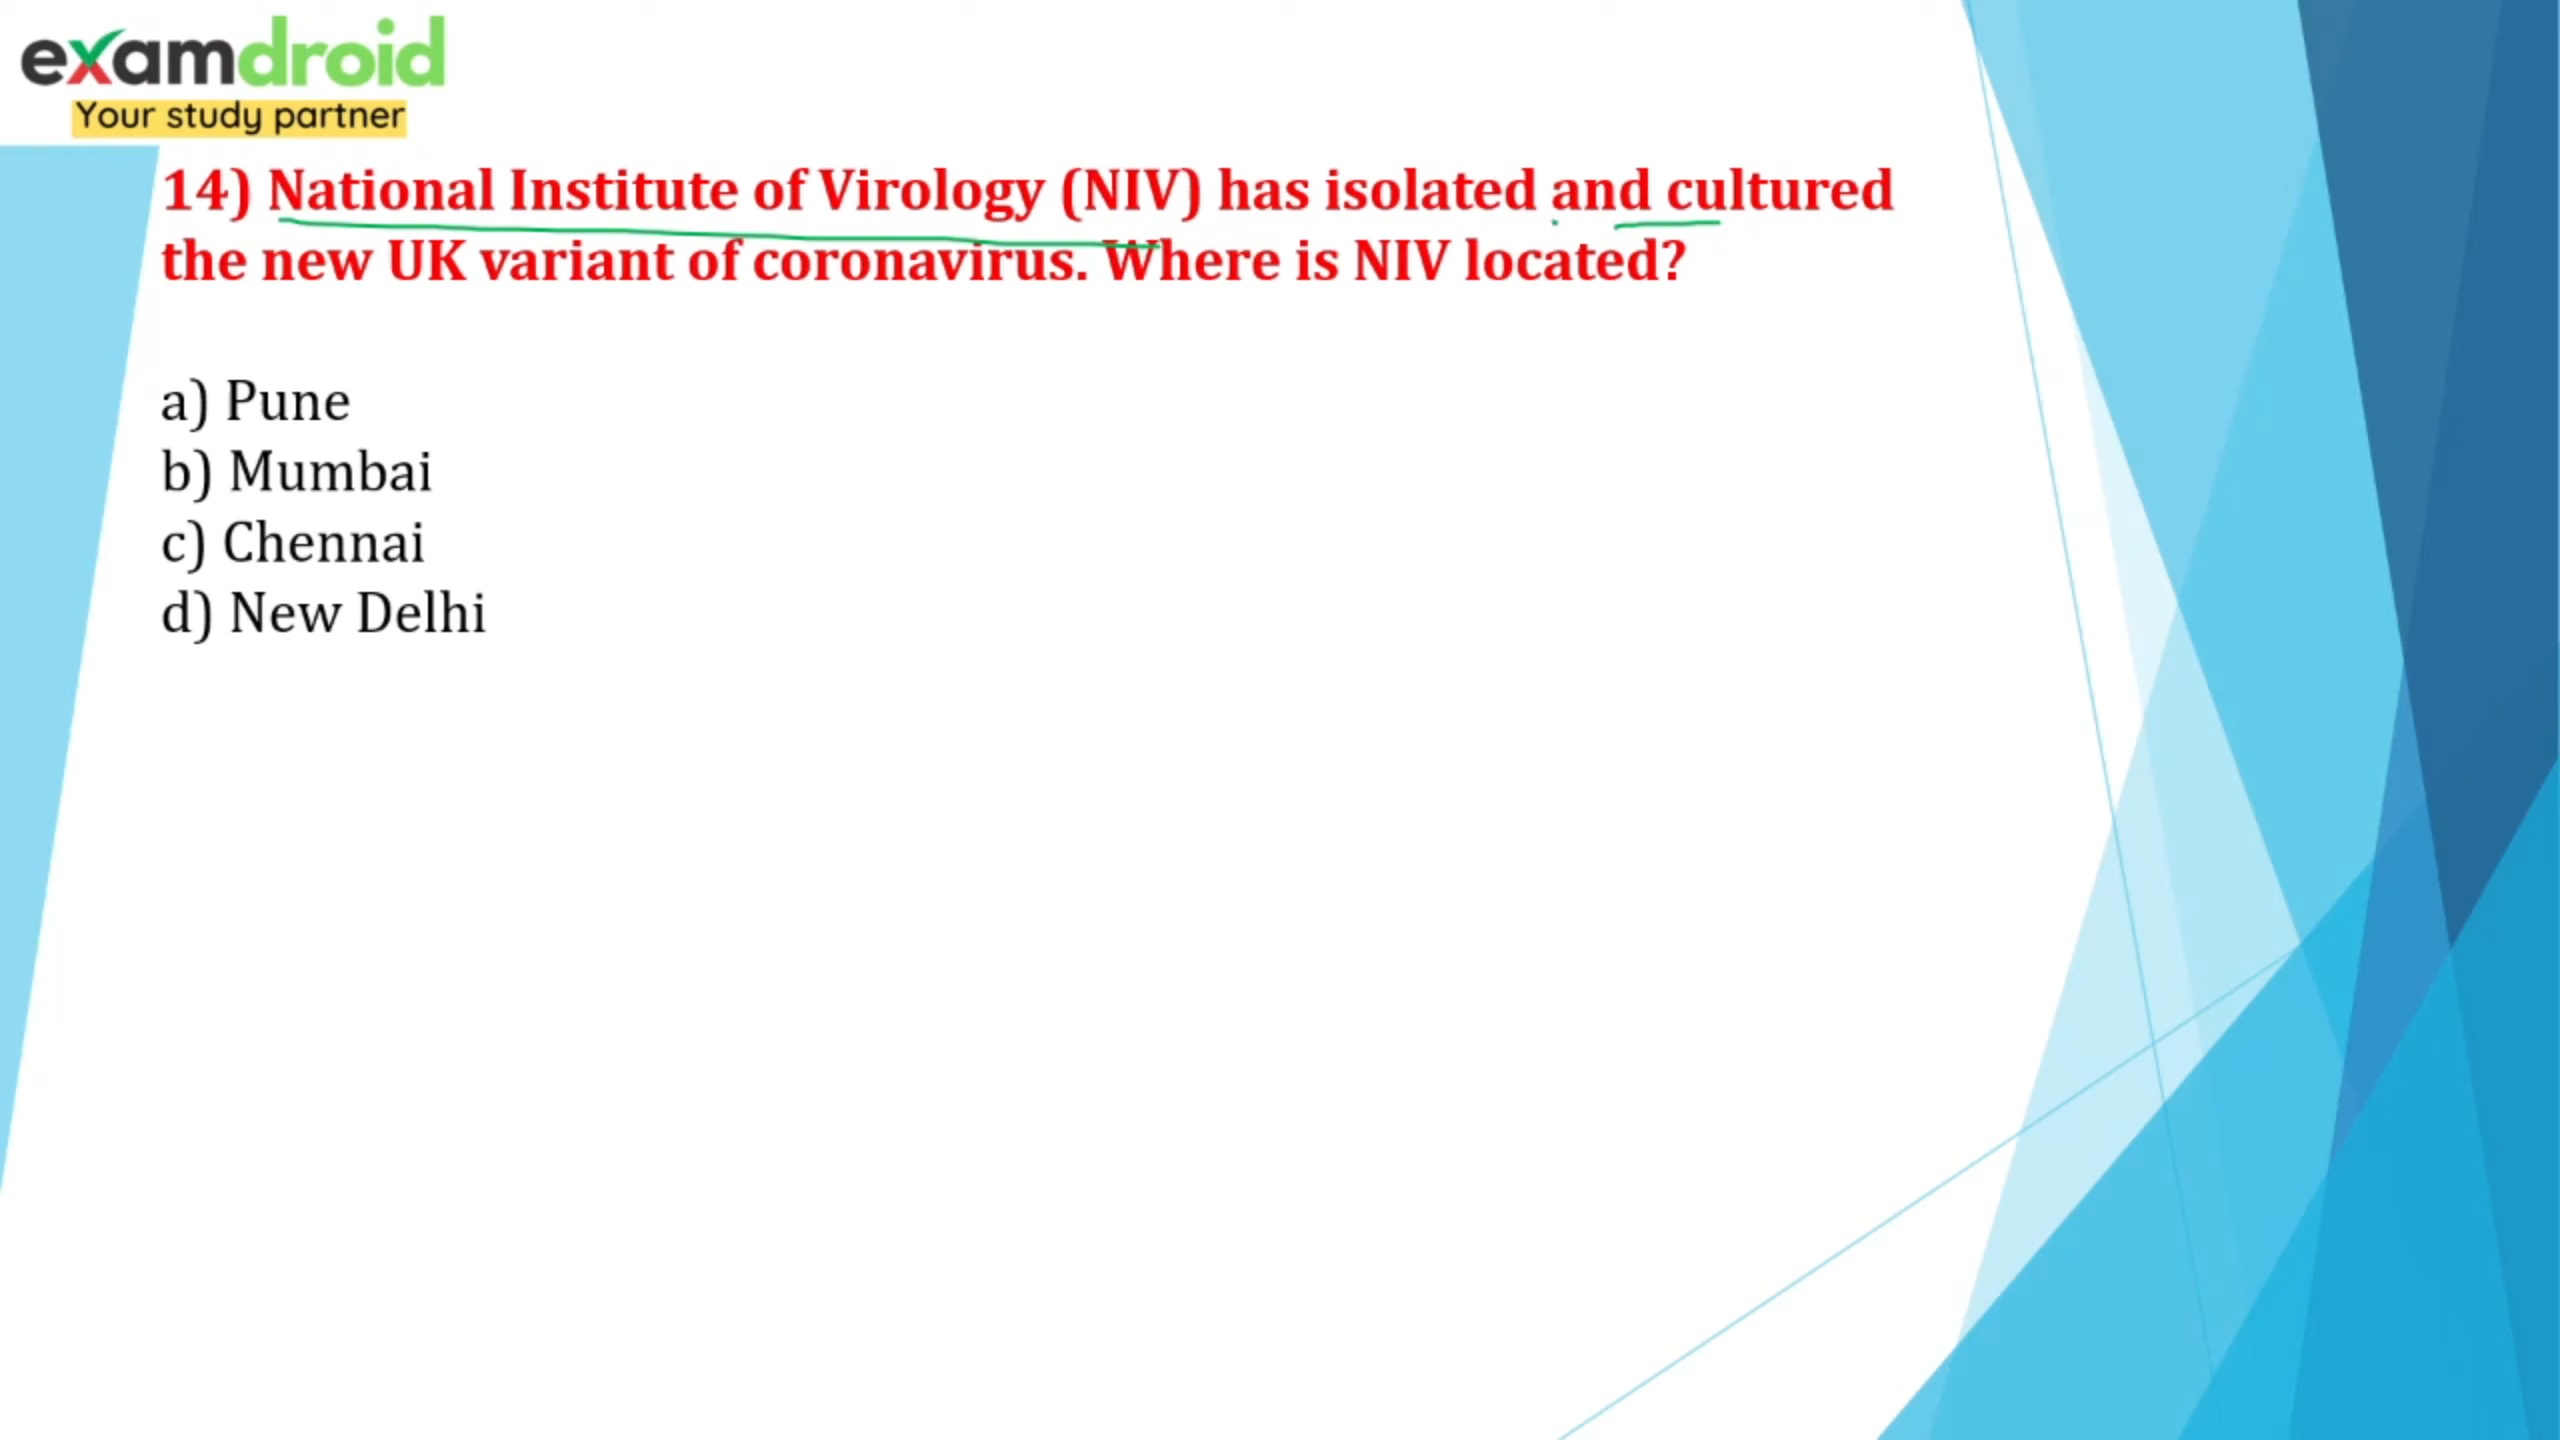 examdroid
Your study partner
14) National Institute of Virology (NIV) has isolated and cultured
the new UK variant of coronavirus. Where is NIV located?
a) Pune
b) Mumbai
c) Chennai
d) New Delhi